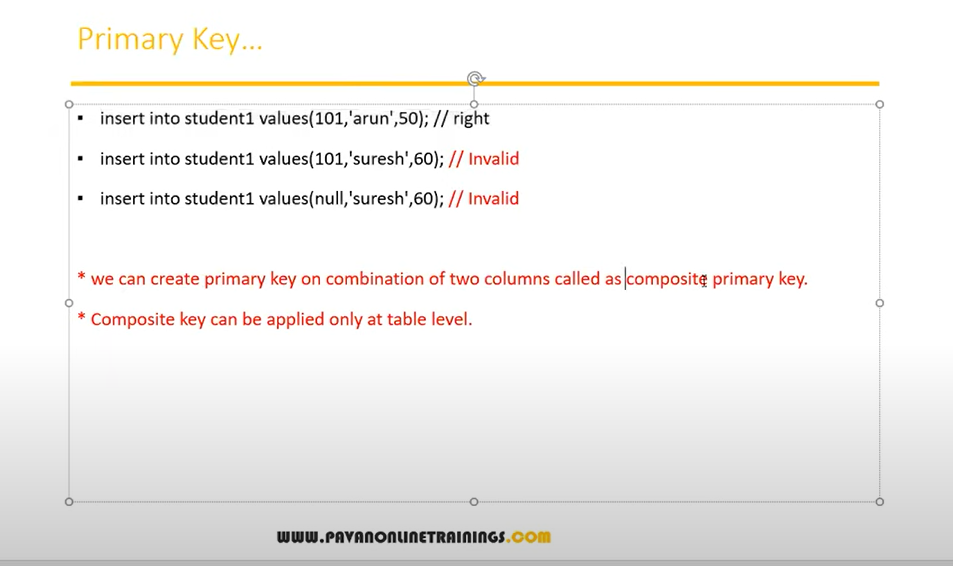 Primary Key...
▪ insert into student1 values(101,'arun',50); // right
▪ insert into student1 values(101,'suresh',60); // Invalid
▪ insert into student1 values(null,'suresh',60); // Invalid
* we can create primary key on combination of two columns called as composite primary key.
* Composite key can be applied only at table level.
WWW.PAVANONLINETRAININGS.COM